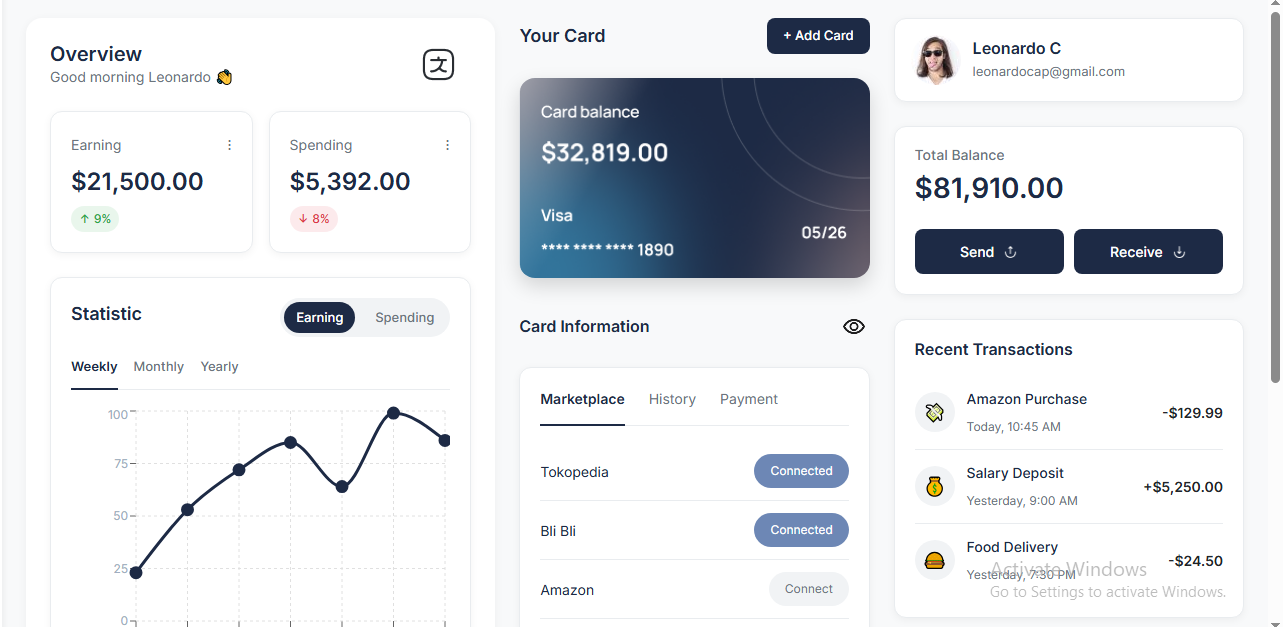 Overview
Good morning Leonardo 👋
文
Earning
$21,500.00
↑ 9%
Spending
$5,392.00
↓ 8%
Statistic
Earning
Spending
Weekly
Monthly
Yearly
100
75
50
25
0
Your Card
+ Add Card
Card balance
$32,819.00
Visa
05/26
**** **** **** 1890
Card Information
Marketplace
History
Payment
Tokopedia
Connected
Bli Bli
Connected
Amazon
Connect
Leonardo C
leonardocap@gmail.com
Total Balance
$81,910.00
Send
Receive
Recent Transactions
Amazon Purchase
Today, 10:45 AM
-$129.99
Salary Deposit
Yesterday, 9:00 AM
+$5,250.00
Food Delivery
Yesterday, 7:30 PM
-$24.50
Activate Windows
Go to Settings to activate Windows.